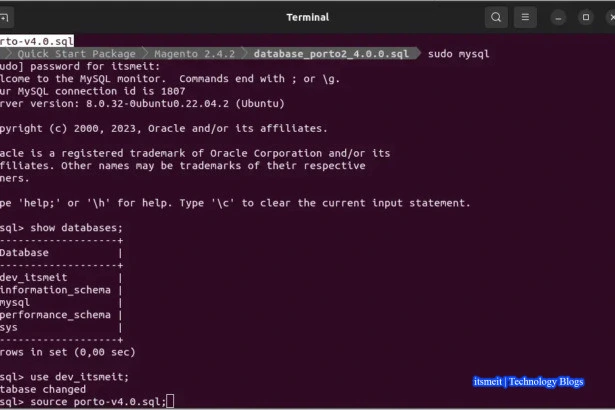 Terminal
orto-v4.0.sql
Quick Start Package Magento 2.4.2 database_porto2_4.0.0.sql sudo mysql
udo] password for itsmeit:
lcome to the MySQL monitor.  Commands end with ; or \g.
ur MySQL connection id is 1807
rver version: 8.0.32-0ubuntu0.22.04.2 (Ubuntu)
pyright (c) 2000, 2023, Oracle and/or its affiliates.
acle is a registered trademark of Oracle Corporation and/or its
filiates. Other names may be trademarks of their respective
ners.
pe 'help;' or '\h' for help. Type '\c' to clear the current input statement.
sql> show databases;
-------------------+
Database           |
-------------------+
dev_itsmeit        |
information_schema |
mysql              |
performance_schema |
sys                |
-------------------+
rows in set (0,00 sec)
sql> use dev_itsmeit;
tabase changed
sql> source porto-v4.0.sql;
itsmeit | Technology Blogs